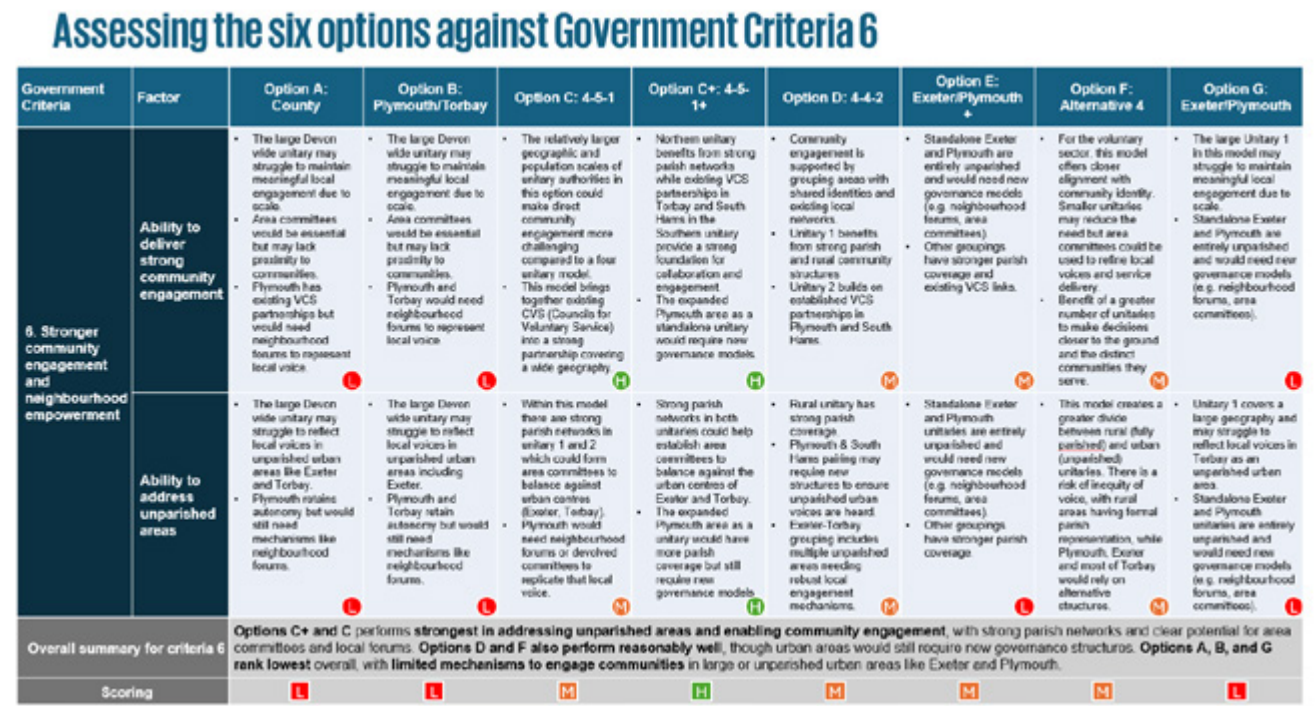 Assessing the six options against Government Criteria 6
Government Criteria
Factor
Option A: County
Option B: Plymouth/Torbay
Option C: 4-5-1
Option C+: 4-5-1+
Option D: 4-4-2
Option E: Exeter/Plymouth +
Option F: Alternative 4
Option G: Exeter/Plymouth
6. Stronger
community
engagement
and
neighbourhood
empowerment
Ability to
deliver
strong
community
engagement
• The large Devon
wide unitary may
struggle to maintain
meaningful local
engagement due to
scale.
• Area committees
would be essential
but may lack
proximity to
communities.
• Plymouth has
existing VCS
partnerships but
would need
neighbourhood
forums to represent
local voice.
L
• The large Devon
wide unitary may
struggle to maintain
meaningful local
engagement due to
scale.
• Area committees
would be essential
but may lack
proximity to
communities.
• Plymouth and
Torbay would need
neighbourhood
forums to represent
local voice
L
• The relatively larger
geographic and
population scales of
unitary authorities in
this option could
make direct
community
engagement more
challenging
compared to a four
unitary model.
• This model brings
together existing
CVS (Councils for
Voluntary Service)
into a strong
partnership covering
a wide geography.
H
• Northern unitary
benefits from strong
parish networks
while existing VCS
partnerships in
Torbay and South
Hams in the
Southern unitary
provide a strong
foundation for
collaboration and
engagement.
• The expanded
Plymouth area as a
standalone unitary
would require new
governance models.
H
• Community
engagement is
supported by
grouping areas with
shared identities and
existing local
networks.
• Unitary 1 benefits
from strong parish
and rural community
structures
• Unitary 2 builds on
established VCS
partnerships in
Plymouth and South
Hams.
M
• Standalone Exeter
and Plymouth are
entirely unparished
and would need new
governance models
(e.g. neighbourhood
forums, area
committees).
• Other groupings
have stronger parish
coverage and
existing VCS links.
M
• For the voluntary
sector, this model
offers closer
alignment with
community identity.
Smaller unitaries
may reduce the
need but area
committees could be
used to refine local
voices and service
delivery.
• Benefit of a greater
number of unitaries
to make decisions
closer to the ground
and the distinct
communities they
serve.
M
• The large Unitary 1
in this model may
struggle to maintain
meaningful local
engagement due to
scale.
• Standalone Exeter
and Plymouth are
entirely unparished
and would need new
governance models
(e.g. neighbourhood
forums, area
committees).
L
Ability to
address
unparished
areas
• The large Devon
wide unitary may
struggle to reflect
local voices in
unparished urban
areas like Exeter
and Torbay.
• Plymouth retains
autonomy but would
still need
mechanisms like
neighbourhood
forums.
L
• The large Devon
wide unitary may
struggle to reflect
local voices in
unparished urban
areas including
Exeter.
• Plymouth and
Torbay retain
autonomy but would
still need
mechanisms like
neighbourhood
forums.
L
• Within this model
there are strong
parish networks in
unitary 1 and 2
which could form
area committees to
balance against
urban centres
(Exeter, Torbay).
• Plymouth would
need neighbourhood
forums or devolved
committees to
replicate that local
voice.
M
• Strong parish
networks in both
unitaries could help
establish area
committees to
balance against the
urban centres of
Exeter and Torbay.
• The expanded
Plymouth area as a
unitary would have
more parish
coverage but still
require new
governance models
H
• Rural unitary has
strong parish
coverage.
• Plymouth & South
Hams pairing may
require new
structures to ensure
unparished urban
voices are heard.
• Exeter-Torbay
grouping includes
multiple unparished
areas needing
robust local
engagement
mechanisms.
M
• Standalone Exeter
and Plymouth
unitaries are entirely
unparished and
would need new
governance models
(e.g. neighbourhood
forums, area
committees).
• Other groupings
have stronger parish
coverage.
L
• This model creates a
greater divide
between rural (fully
parished) and urban
(unparished)
unitaries. There is a
risk of inequity of
voice, with rural
areas having formal
parish
representation, while
Plymouth, Exeter
and most of Torbay
would rely on
alternative
structures.
M
• Unitary 1 covers a
large geography and
may struggle to
reflect local voices in
Torbay as an
unparished urban
area.
• Standalone Exeter
and Plymouth
unitaries are entirely
unparished and
would need new
governance models
(e.g. neighbourhood
forums, area
committees).
L
Overall summary for criteria 6
Options C+ and C performs strongest in addressing unparished areas and enabling community engagement, with strong parish networks and clear potential for area
committees and local forums. Options D and F also perform reasonably well, though urban areas would still require new governance structures. Options A, B, and G
rank lowest overall, with limited mechanisms to engage communities in large or unparished urban areas like Exeter and Plymouth.
Scoring
L
L
M
H
M
M
M
L